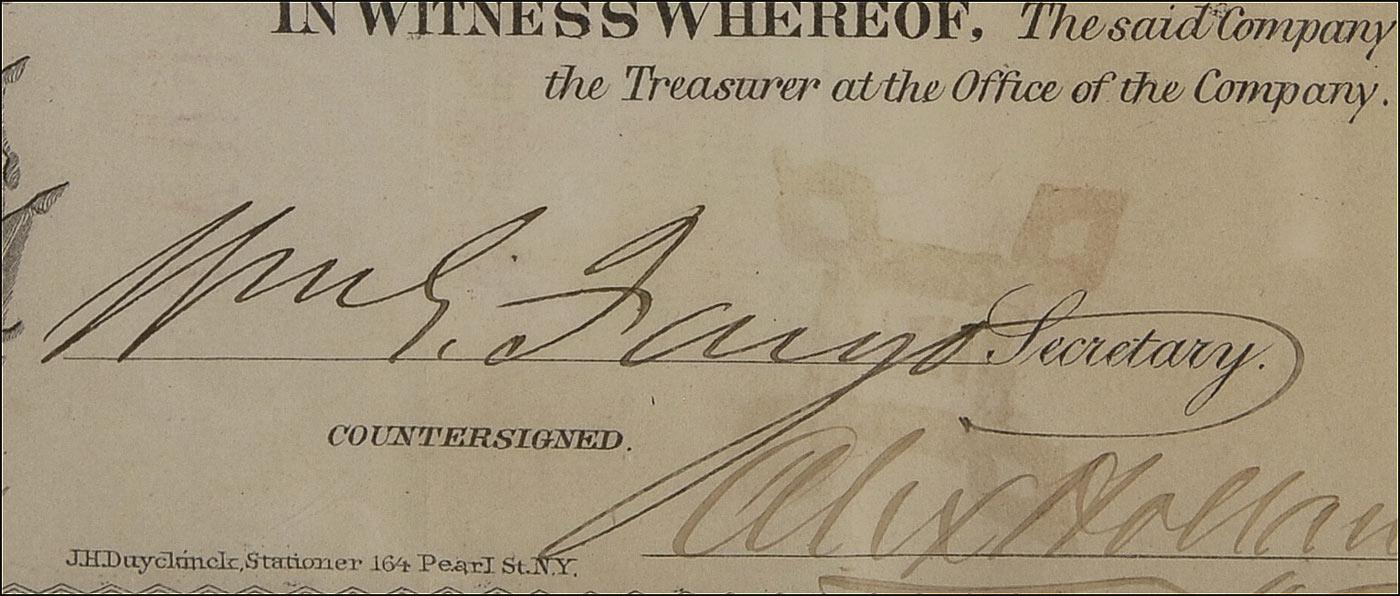 IN WITNESS WHEREOF, The said Company
the Treasurer at the Office of the Company.
Wm G. Fargo Secretary.
COUNTERSIGNED.
Alex Hollan
J.H.Duyckinck, Stationer 164 Pearl St. N.Y.